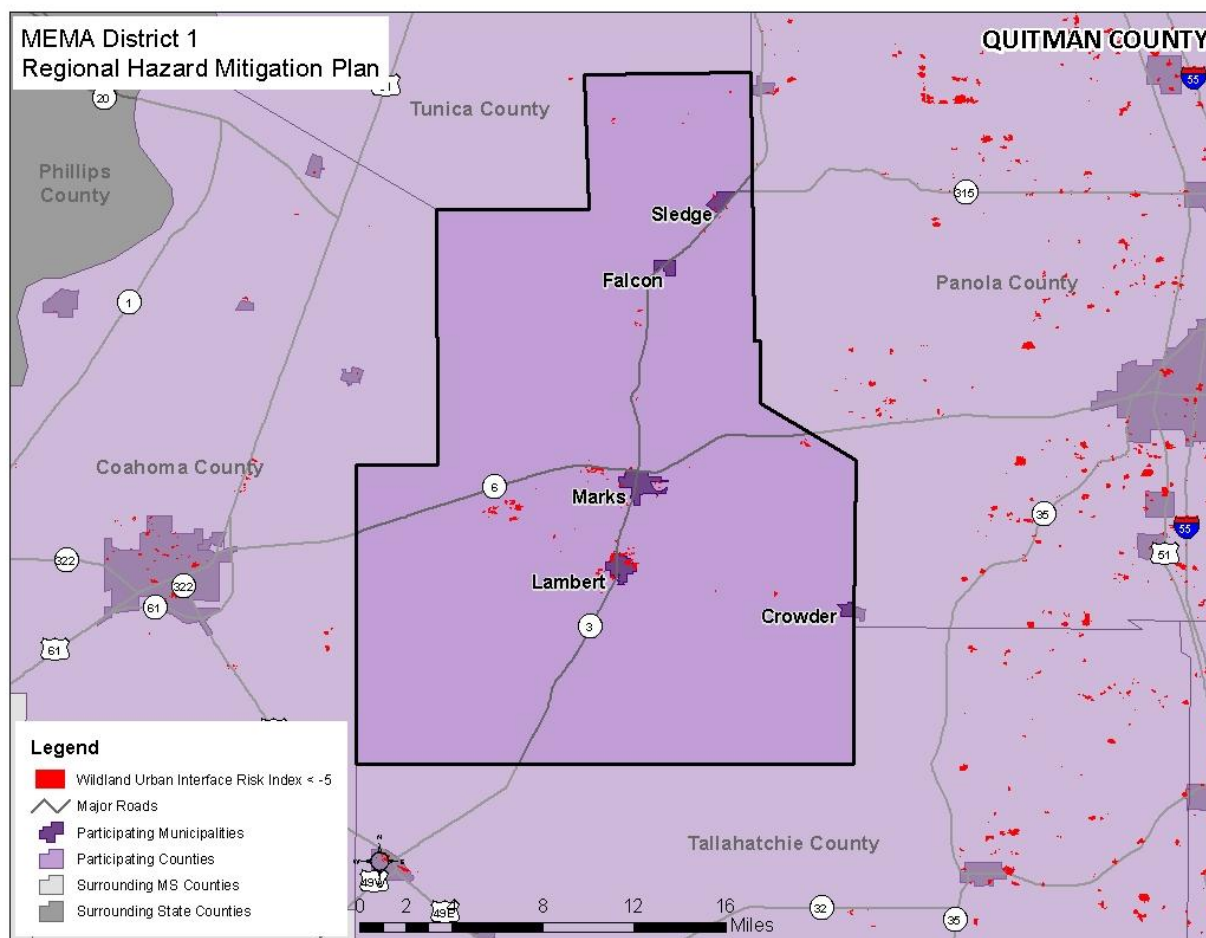 MEMA District 1
Regional Hazard Mitigation Plan
QUITMAN COUNTY
55
20
Tunica County
Phillips
County
315
Sledge
Falcon
Panola County
1
Coahoma County
6
Marks
35
55
51
322
322
61
61
Lambert
Crowder
3
Legend
Wildland Urban Interface Risk Index < -5
Major Roads
Participating Municipalities
Participating Counties
Surrounding MS Counties
Surrounding State Counties
Tallahatchie County
N
49W
49E
32
35
0 2 4 8 12 16
Miles